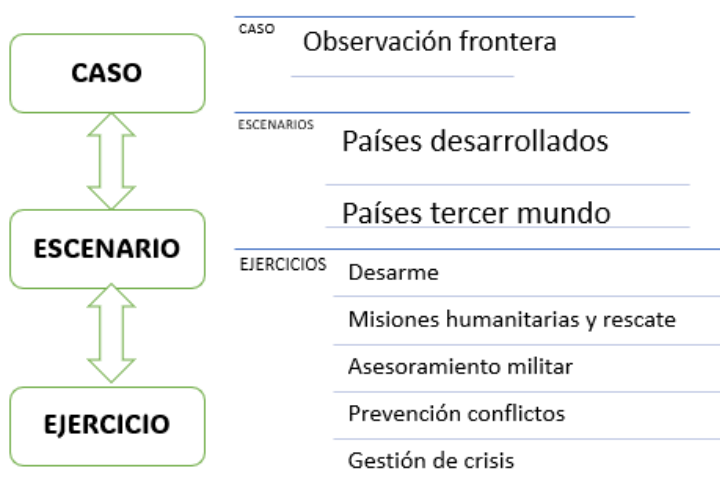 CASO
ESCENARIO
EJERCICIO
CASO
Observación frontera
ESCENARIOS
Países desarrollados
Países tercer mundo
EJERCICIOS
Desarme
Misiones humanitarias y rescate
Asesoramiento militar
Prevención conflictos
Gestión de crisis